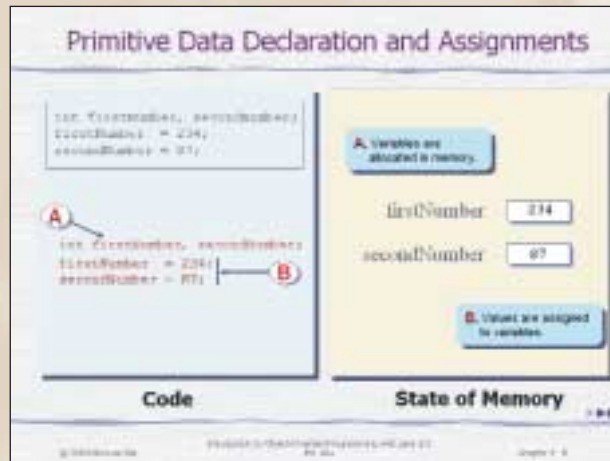 Primitive Data Declaration and Assignments
int firstNumber, secondNumber;
firstNumber = 234;
secondNumber = 87;
A
int firstNumber, secondNumber;
firstNumber = 234;
secondNumber = 87;
B
Code
A. Variables are
allocated in memory.
firstNumber 234
secondNumber 87
B. Values are assigned
to variables.
State of Memory